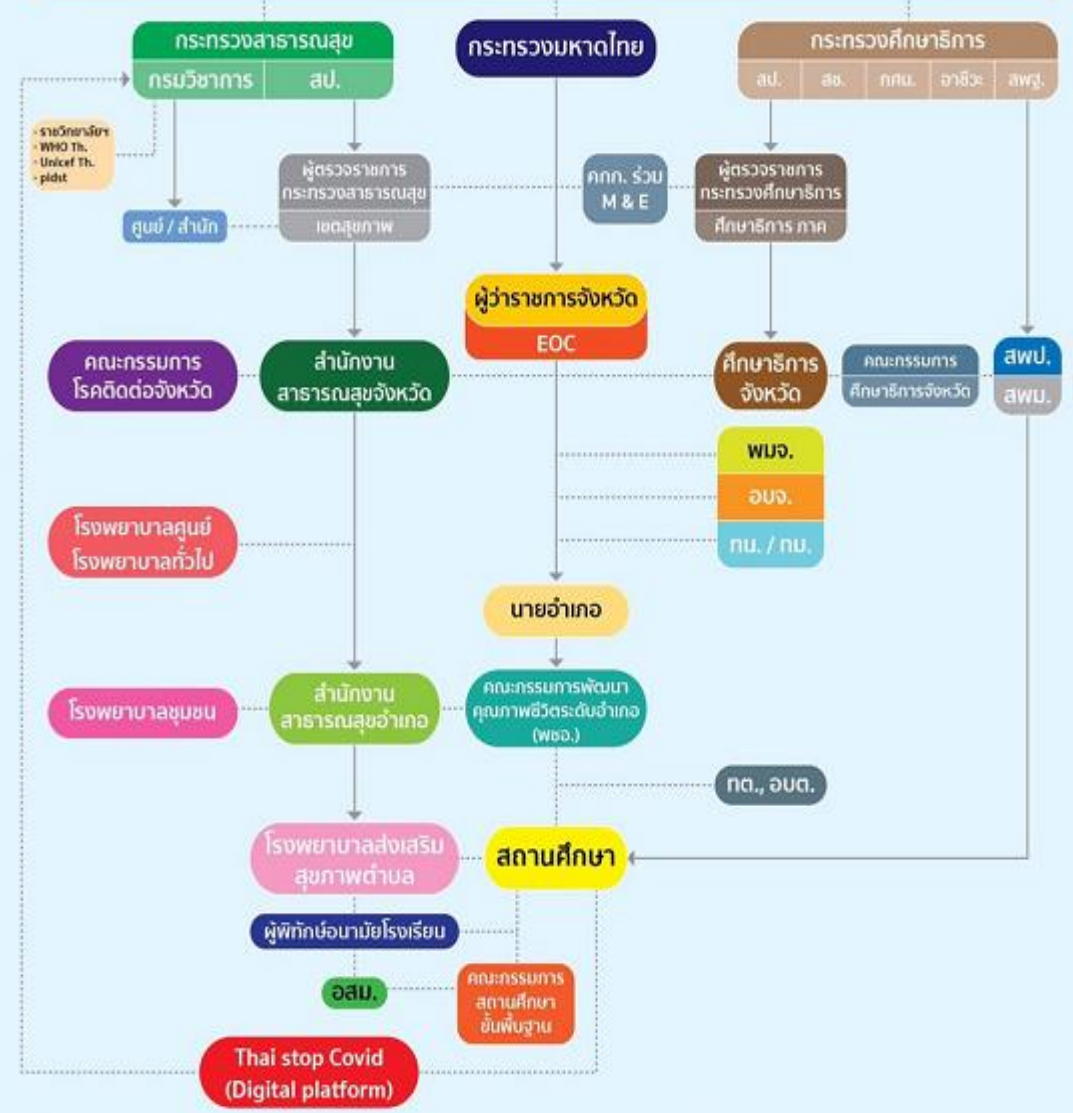 กระทรวงสาธารณสุข
กรมวิชาการ
สป.
กระทรวงมหาดไทย
กระทรวงศึกษาธิการ
สป.
สช.
กศน.
อาชีวะ
สพฐ.
• ราชวิทยาลัยฯ
• WHO Th.
• Unicef Th.
• pidst
ผู้ตรวจราชการ
กระทรวงสาธารณสุข
เขตสุขภาพ
คกก. ร่วม
M & E
ผู้ตรวจราชการ
กระทรวงศึกษาธิการ
ศึกษาธิการ ภาค
ศูนย์ / สำนัก
ผู้ว่าราชการจังหวัด
EOC
คณะกรรมการ
โรคติดต่อจังหวัด
สำนักงาน
สาธารณสุขจังหวัด
ศึกษาธิการ
จังหวัด
คณะกรรมการ
ศึกษาธิการจังหวัด
สพป.
สพม.
พมจ.
อบจ.
ทน. / ทม.
โรงพยาบาลศูนย์
โรงพยาบาลทั่วไป
นายอำเภอ
โรงพยาบาลชุมชน
สำนักงาน
สาธารณสุขอำเภอ
คณะกรรมการพัฒนา
คุณภาพชีวิตระดับอำเภอ
(พชอ.)
ทต., อบต.
โรงพยาบาลส่งเสริม
สุขภาพตำบล
สถานศึกษา
ผู้พิทักษ์อนามัยโรงเรียน
อสม.
คณะกรรมการ
สถานศึกษา
ขั้นพื้นฐาน
Thai stop Covid
(Digital platform)